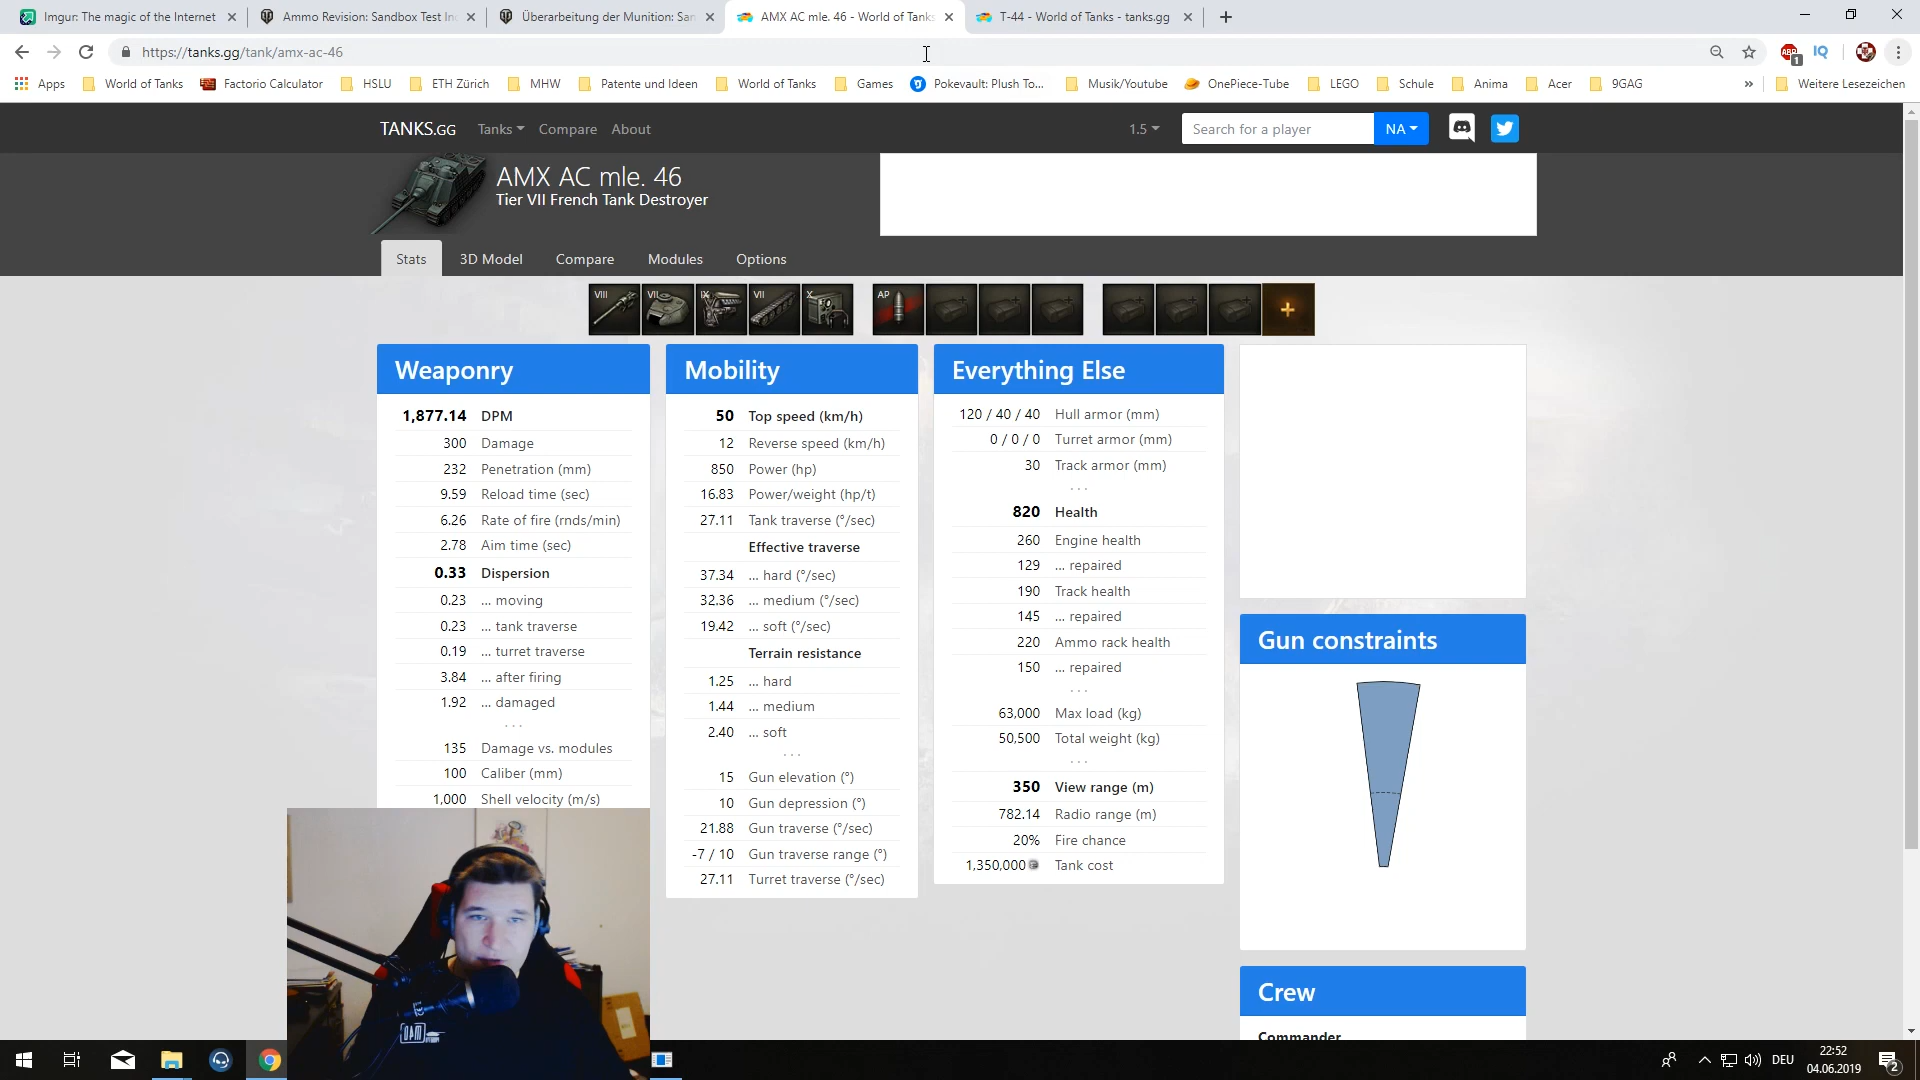 Imgur: The magic of the Internet
Ammo Revision: Sandbox Test In
Überarbeitung der Munition: San
AMX AC mle. 46 - World of Tanks
T-44 - World of Tanks - tanks.gg
https://tanks.gg/tank/amx-ac-46
ABP
1
IQ
Apps
World of Tanks
Factorio Calculator
HSLU
ETH Zürich
MHW
Patente und Ideen
World of Tanks
Games
Pokevault: Plush To...
Musik/Youtube
OnePiece-Tube
LEGO
Schule
Anima
Acer
9GAG
»
Weitere Lesezeichen
TANKS.GG
Tanks
Compare
About
1.5
Search for a player
NA
AMX AC mle. 46
Tier VII French Tank Destroyer
Stats
3D Model
Compare
Modules
Options
VIII
VII
IX
VII
X
AP
Weaponry
1,877.14 DPM
300 Damage
232 Penetration (mm)
9.59 Reload time (sec)
6.26 Rate of fire (rnds/min)
2.78 Aim time (sec)
0.33 Dispersion
0.23 ... moving
0.23 ... tank traverse
0.19 ... turret traverse
3.84 ... after firing
1.92 ... damaged
...
135 Damage vs. modules
100 Caliber (mm)
1,000 Shell velocity (m/s)
Mobility
50 Top speed (km/h)
12 Reverse speed (km/h)
850 Power (hp)
16.83 Power/weight (hp/t)
27.11 Tank traverse (°/sec)
Effective traverse
37.34 ... hard (°/sec)
32.36 ... medium (°/sec)
19.42 ... soft (°/sec)
Terrain resistance
1.25 ... hard
1.44 ... medium
2.40 ... soft
...
15 Gun elevation (°)
10 Gun depression (°)
21.88 Gun traverse (°/sec)
-7 / 10 Gun traverse range (°)
27.11 Turret traverse (°/sec)
Everything Else
120 / 40 / 40 Hull armor (mm)
0 / 0 / 0 Turret armor (mm)
30 Track armor (mm)
...
820 Health
260 Engine health
129 ... repaired
190 Track health
145 ... repaired
220 Ammo rack health
150 ... repaired
...
63,000 Max load (kg)
50,500 Total weight (kg)
...
350 View range (m)
782.14 Radio range (m)
20% Fire chance
1,350,000 Tank cost
Gun constraints
Crew
Commander
DEU
22:52
04.06.2019
2